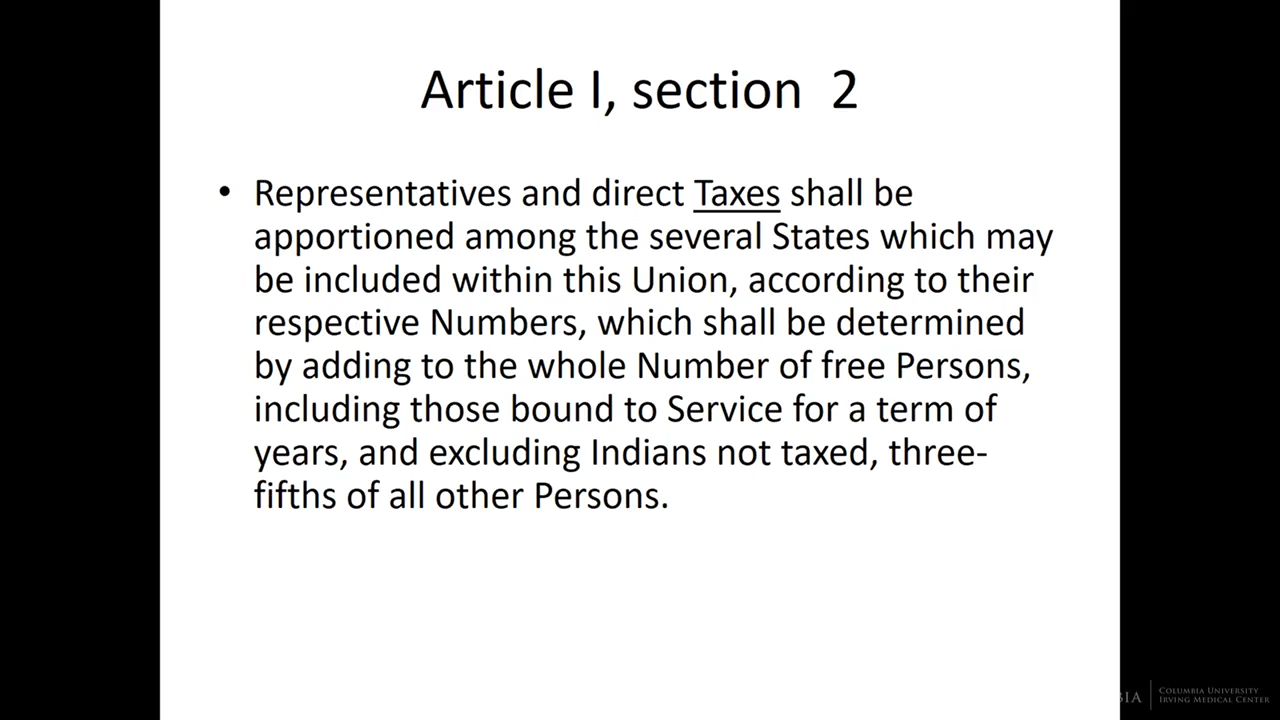 Article I, section 2
• Representatives and direct Taxes shall be
apportioned among the several States which may
be included within this Union, according to their
respective Numbers, which shall be determined
by adding to the whole Number of free Persons,
including those bound to Service for a term of
years, and excluding Indians not taxed, three-
fifths of all other Persons.
BIA
COLUMBIA UNIVERSITY
IRVING MEDICAL CENTER